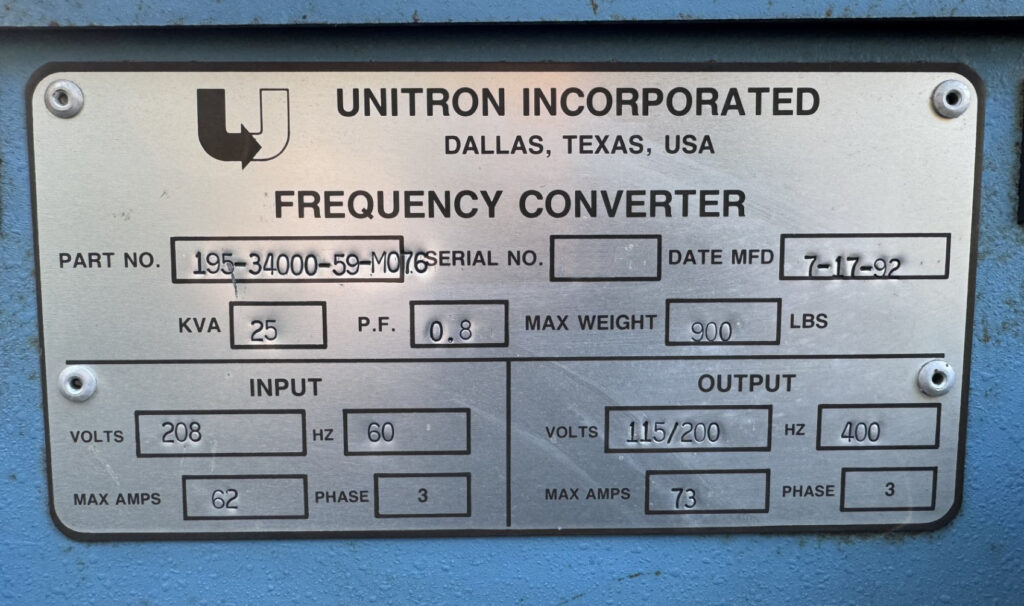 UNITRON INCORPORATED
DALLAS, TEXAS, USA
FREQUENCY CONVERTER
PART NO. 195-34000-59-M076 SERIAL NO. DATE MFD 7-17-92
KVA 25 P.F. 0.8 MAX WEIGHT 900 LBS
INPUT
VOLTS 208 HZ 60
MAX AMPS 62 PHASE 3
OUTPUT
VOLTS 115/200 HZ 400
MAX AMPS 73 PHASE 3